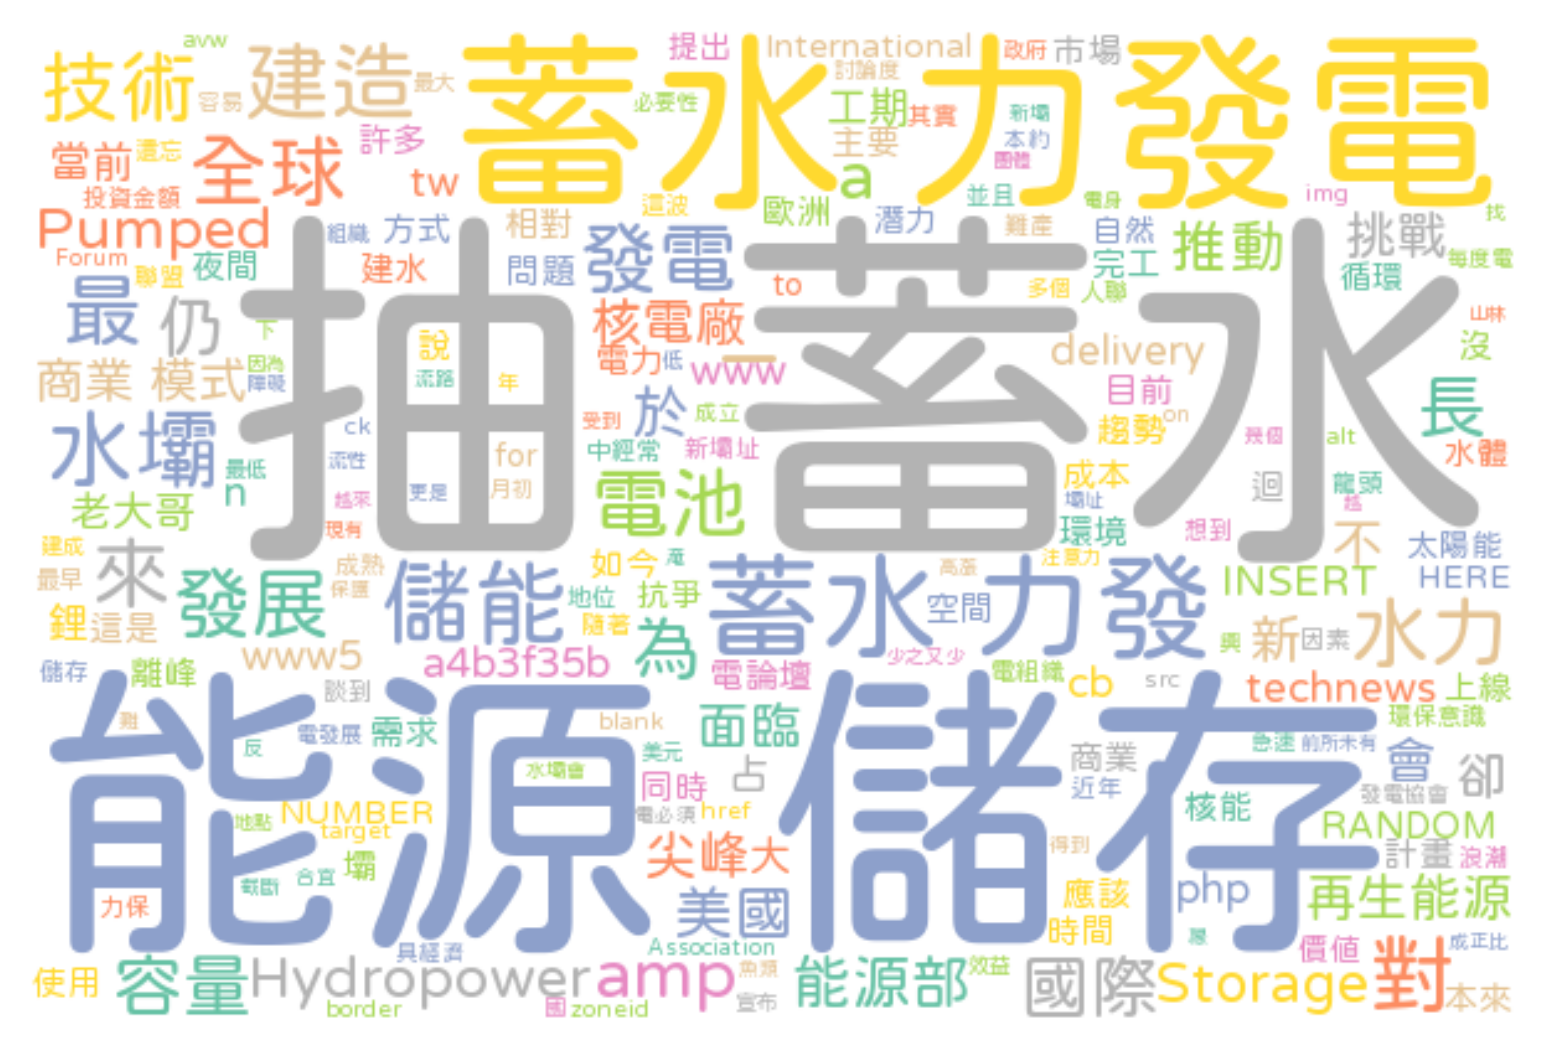 avw
技術
容易
建造
最大
蓄水力發電
提出
International
政府
市場
討論度
必要性
工期
其實
新壩
本約
主要
團體
當前
遺忘
全球
許多
投資金額
tw
a
並且
電身
img
Pumped
組織
方式
相對
這波
歐洲
潛力
難產
自然
推動
挑戰
找
Forum
聯盟
夜間
建水
問題
發電
完工
循環
每度電
to
多個
人聯
最
仍
下
抽蓄水
核電廠
山林
說
電力
低
一
www
delivery
沒
商業 模式
因為
障礙
流路
年
目前
長
水壩
ck
受到
於
成立
趨勢
on
幾個
alt
中經常
新壩址
水體
最低
流性
for
n
更是
月初
成本
迴
龍頭
老大哥
越來
電池
壩址
越
現有
環境
想到
不
太陽能
建成
來
成熟
如今
滝
高漲
注意力
最早
保護
HERE
INSERT
發展
儲能
地位
抗爭
蓄水力發
空間
鋰
這是
隨著
為
興
新
因素
水力
www5
a4b3f35b
少之又少
儲存
離峰
談到
電論壇
電組織
cb
src
technews
上線
能源儲存
難
反
電發展
需求
blank
面臨
環保意識
急速
前所未有
美元
水壩會
商業
會
卻
同時
占
近年
發電協會
NUMBER
電必須
href
核能
地點
target
RANDOM
壩
尖峰
大
得到
計畫
浪潮
截斷
合宜
力保
美國
應該
php
再生能源
時間
具經濟
Association
價值
成正比
使用
容量
Hydropower
amp
魚類
能源部
效益
國際
Storage
對
本來
border
zoneid
宣布